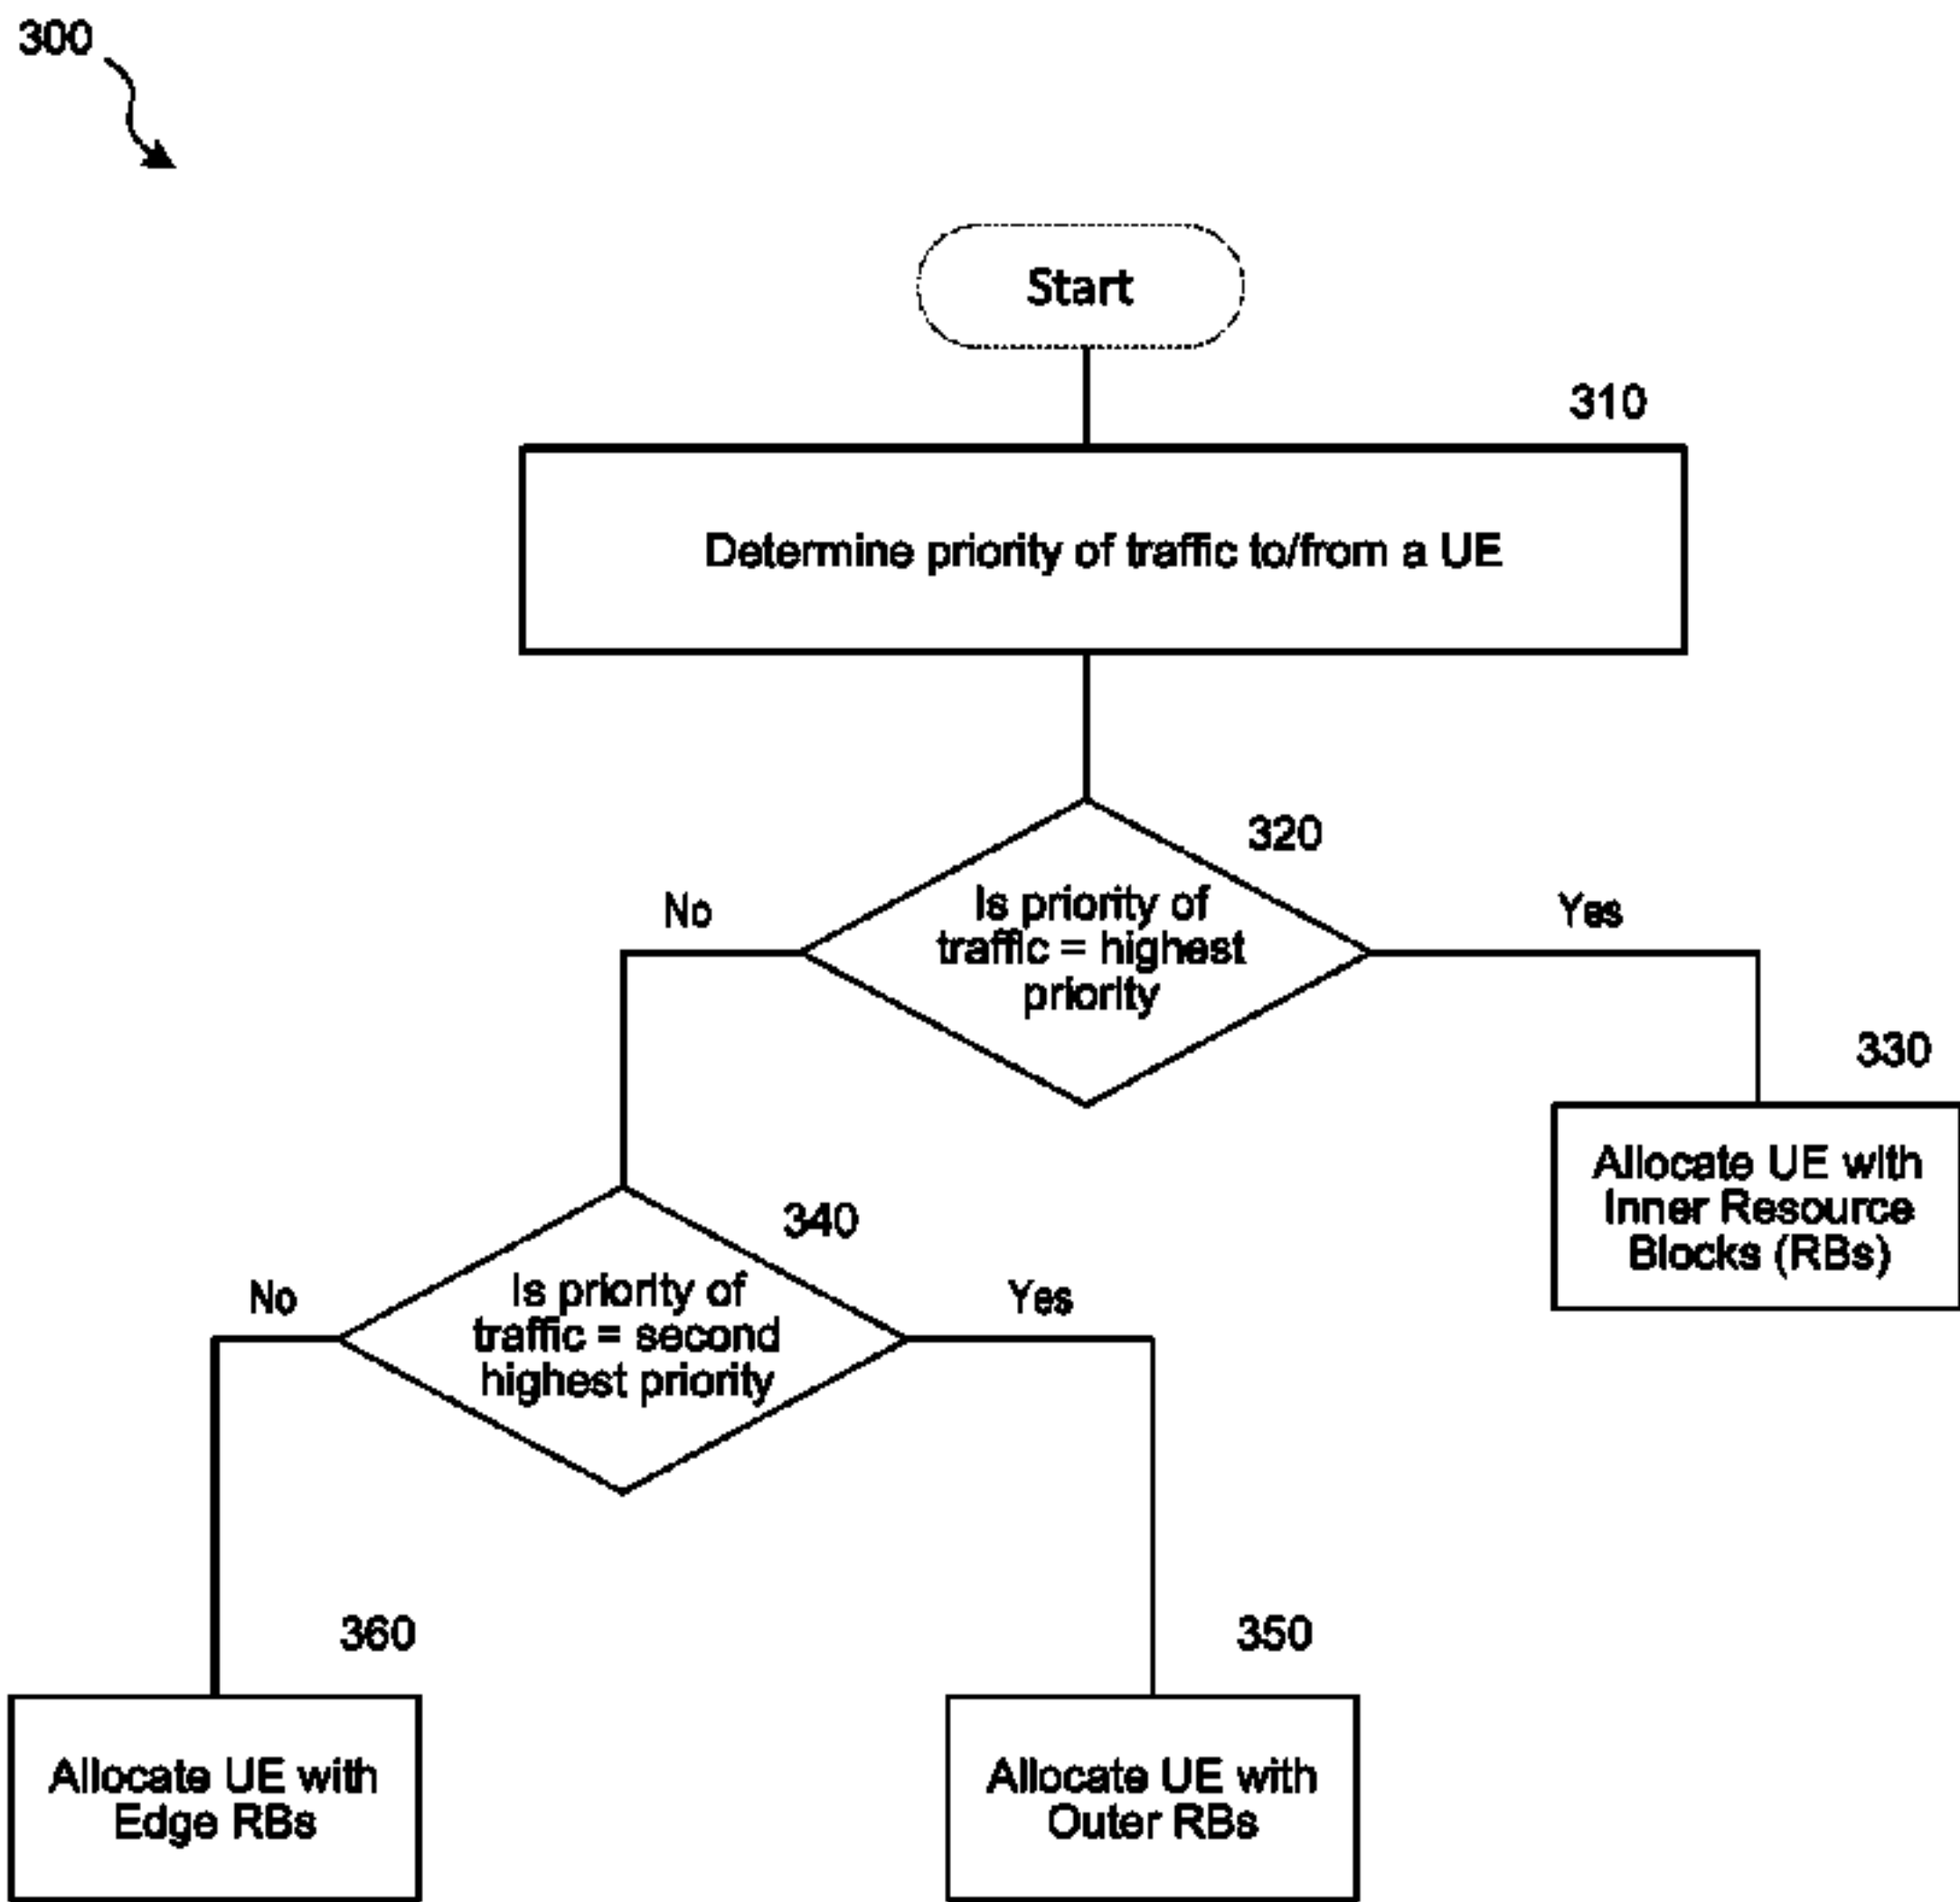 300
Start
310
Determine priority of traffic to/from a UE
320
Is priority of
traffic = highest
priority
No
Yes
330
Allocate UE with
Inner Resource
Blocks (RBs)
340
Is priority of
traffic = second
highest priority
No
Yes
360
Allocate UE with
Edge RBs
350
Allocate UE with
Outer RBs